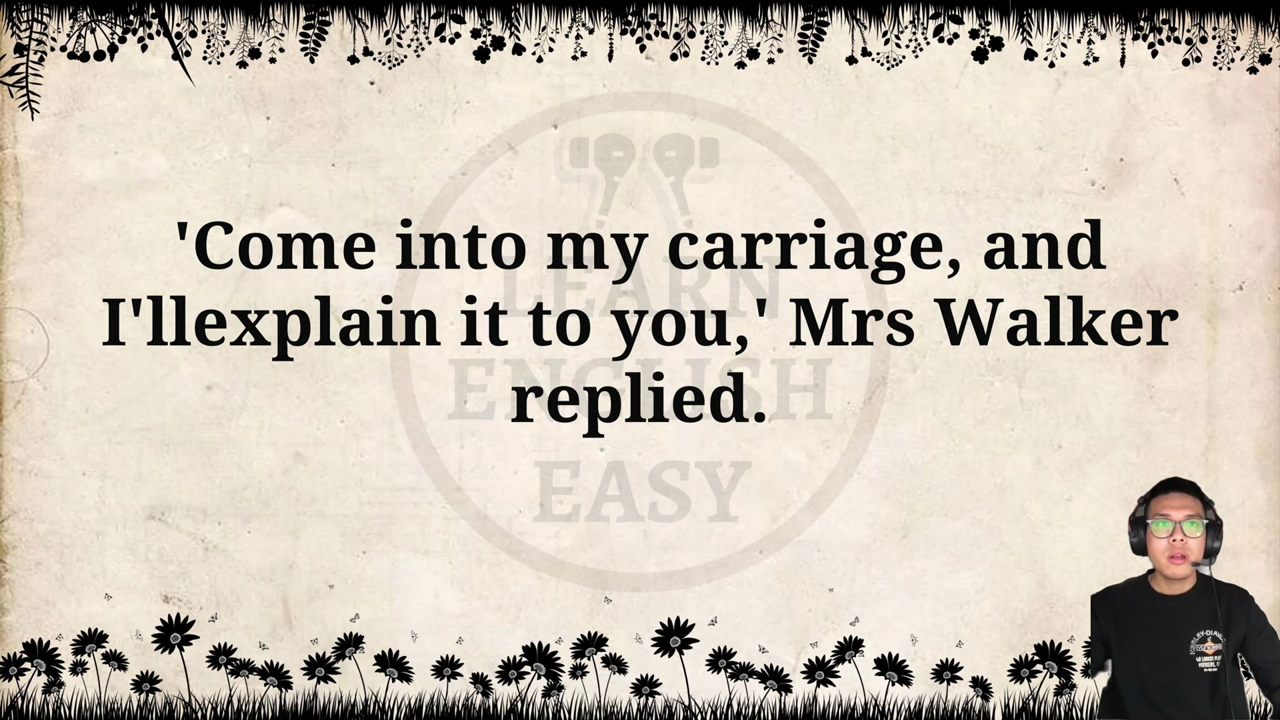 'Come into my carriage, and
I'llexplain it to you,' Mrs Walker
replied.
LEARN
ENGLISH
EASY